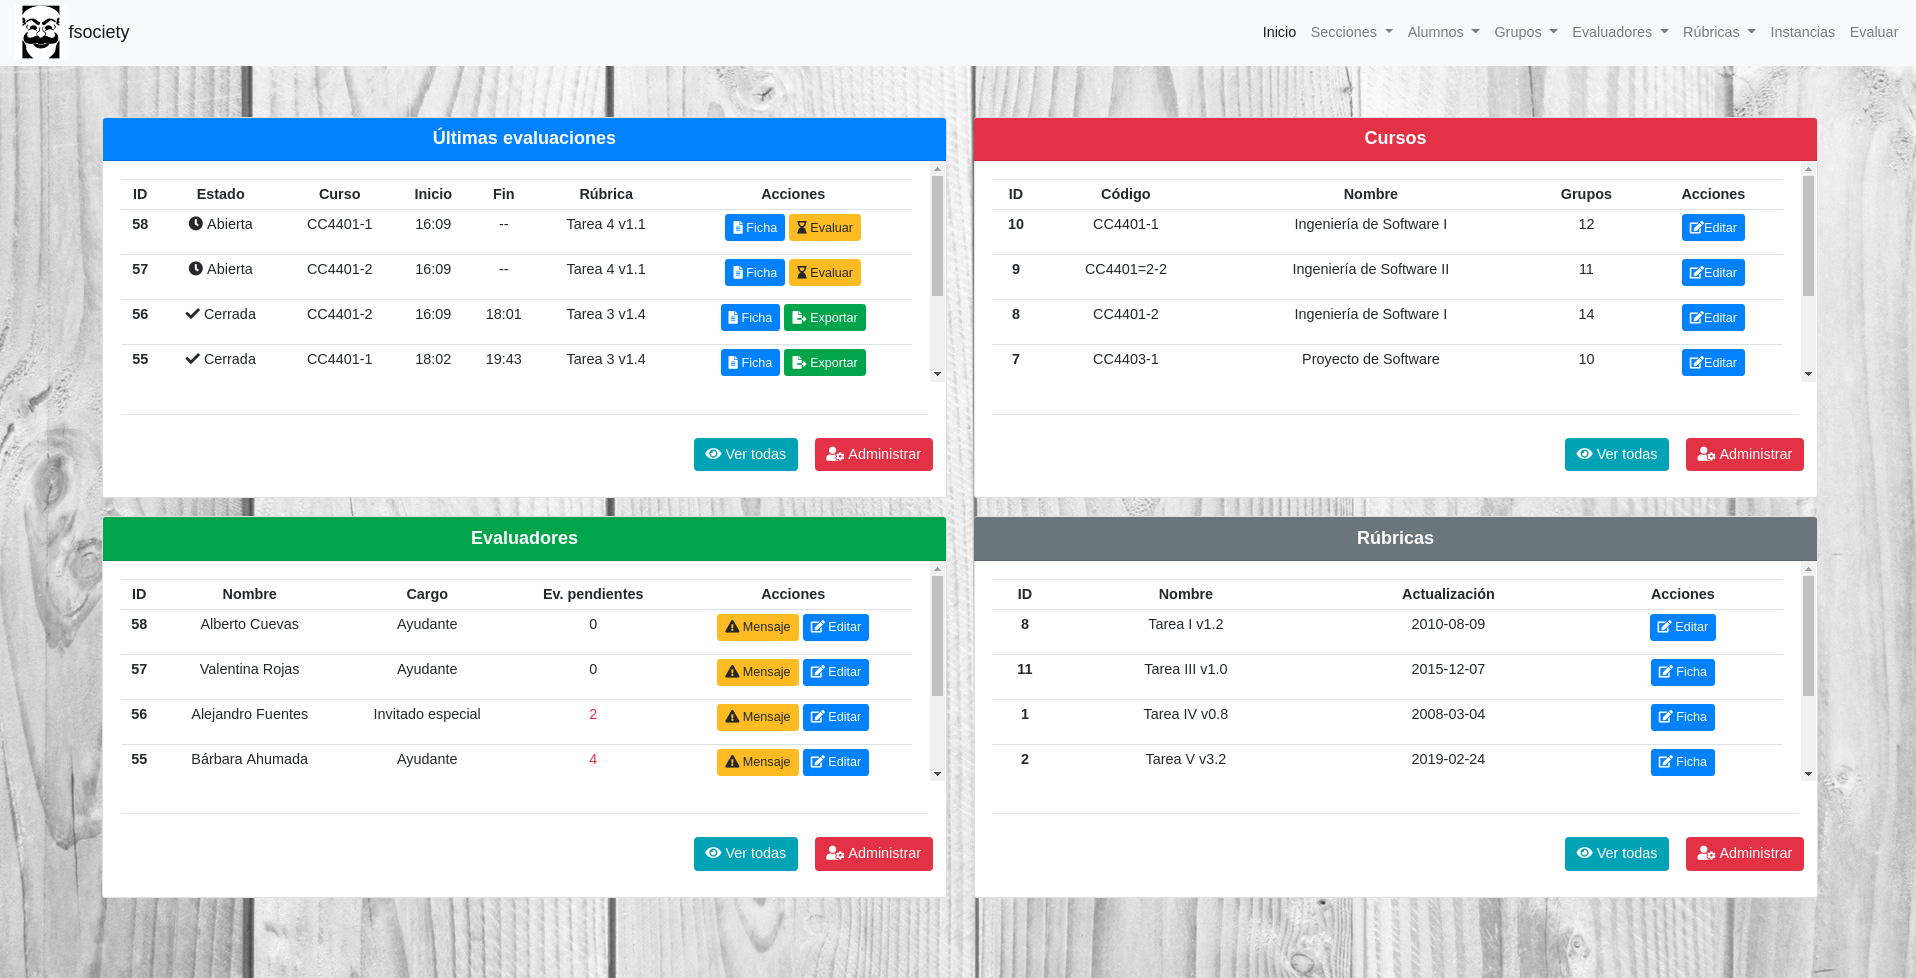 fsociety
Inicio Secciones Alumnos Grupos Evaluadores Rúbricas Instancias Evaluar
Últimas evaluaciones
ID Estado Curso Inicio Fin Rúbrica Acciones
58 Abierta CC4401-1 16:09 -- Tarea 4 v1.1 Ficha Evaluar
57 Abierta CC4401-2 16:09 -- Tarea 4 v1.1 Ficha Evaluar
56 Cerrada CC4401-2 16:09 18:01 Tarea 3 v1.4 Ficha Exportar
55 Cerrada CC4401-1 18:02 19:43 Tarea 3 v1.4 Ficha Exportar
Ver todas Administrar
Cursos
ID Código Nombre Grupos Acciones
10 CC4401-1 Ingeniería de Software I 12 Editar
9 CC4401=2-2 Ingeniería de Software II 11 Editar
8 CC4401-2 Ingeniería de Software I 14 Editar
7 CC4403-1 Proyecto de Software 10 Editar
Ver todas Administrar
Evaluadores
ID Nombre Cargo Ev. pendientes Acciones
58 Alberto Cuevas Ayudante 0 Mensaje Editar
57 Valentina Rojas Ayudante 0 Mensaje Editar
56 Alejandro Fuentes Invitado especial 2 Mensaje Editar
55 Bárbara Ahumada Ayudante 4 Mensaje Editar
Ver todas Administrar
Rúbricas
ID Nombre Actualización Acciones
8 Tarea I v1.2 2010-08-09 Editar
11 Tarea III v1.0 2015-12-07 Ficha
1 Tarea IV v0.8 2008-03-04 Ficha
2 Tarea V v3.2 2019-02-24 Ficha
Ver todas Administrar